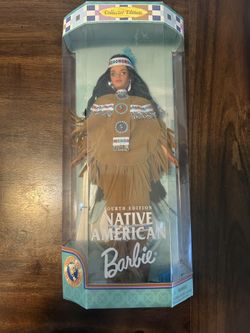 Collector Edition
FOURTH EDITION
NATIVE
AMERICAN
Barbie